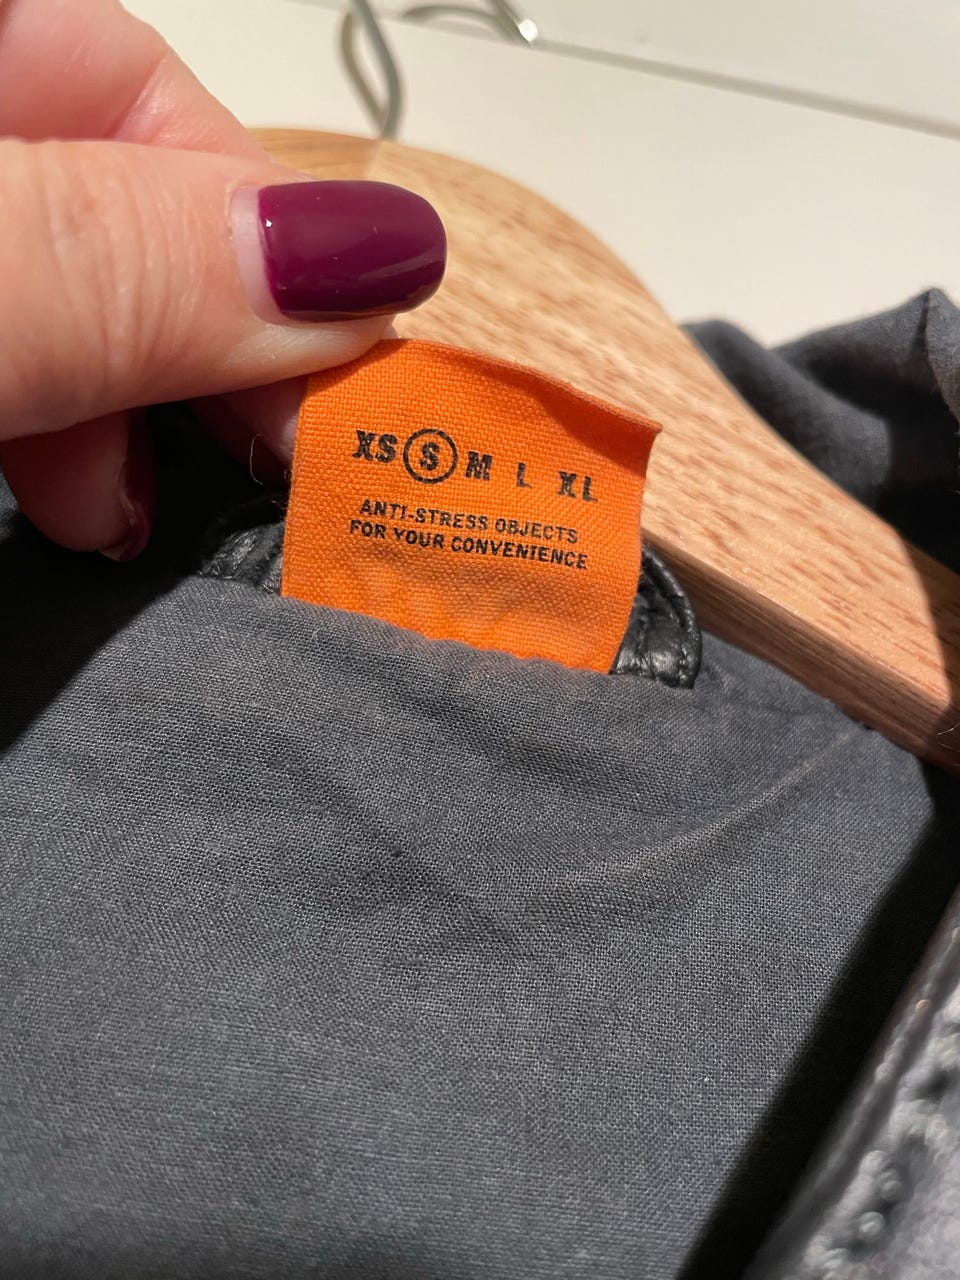 XS S M L XL
ANTI-STRESS OBJECTS
FOR YOUR CONVENIENCE